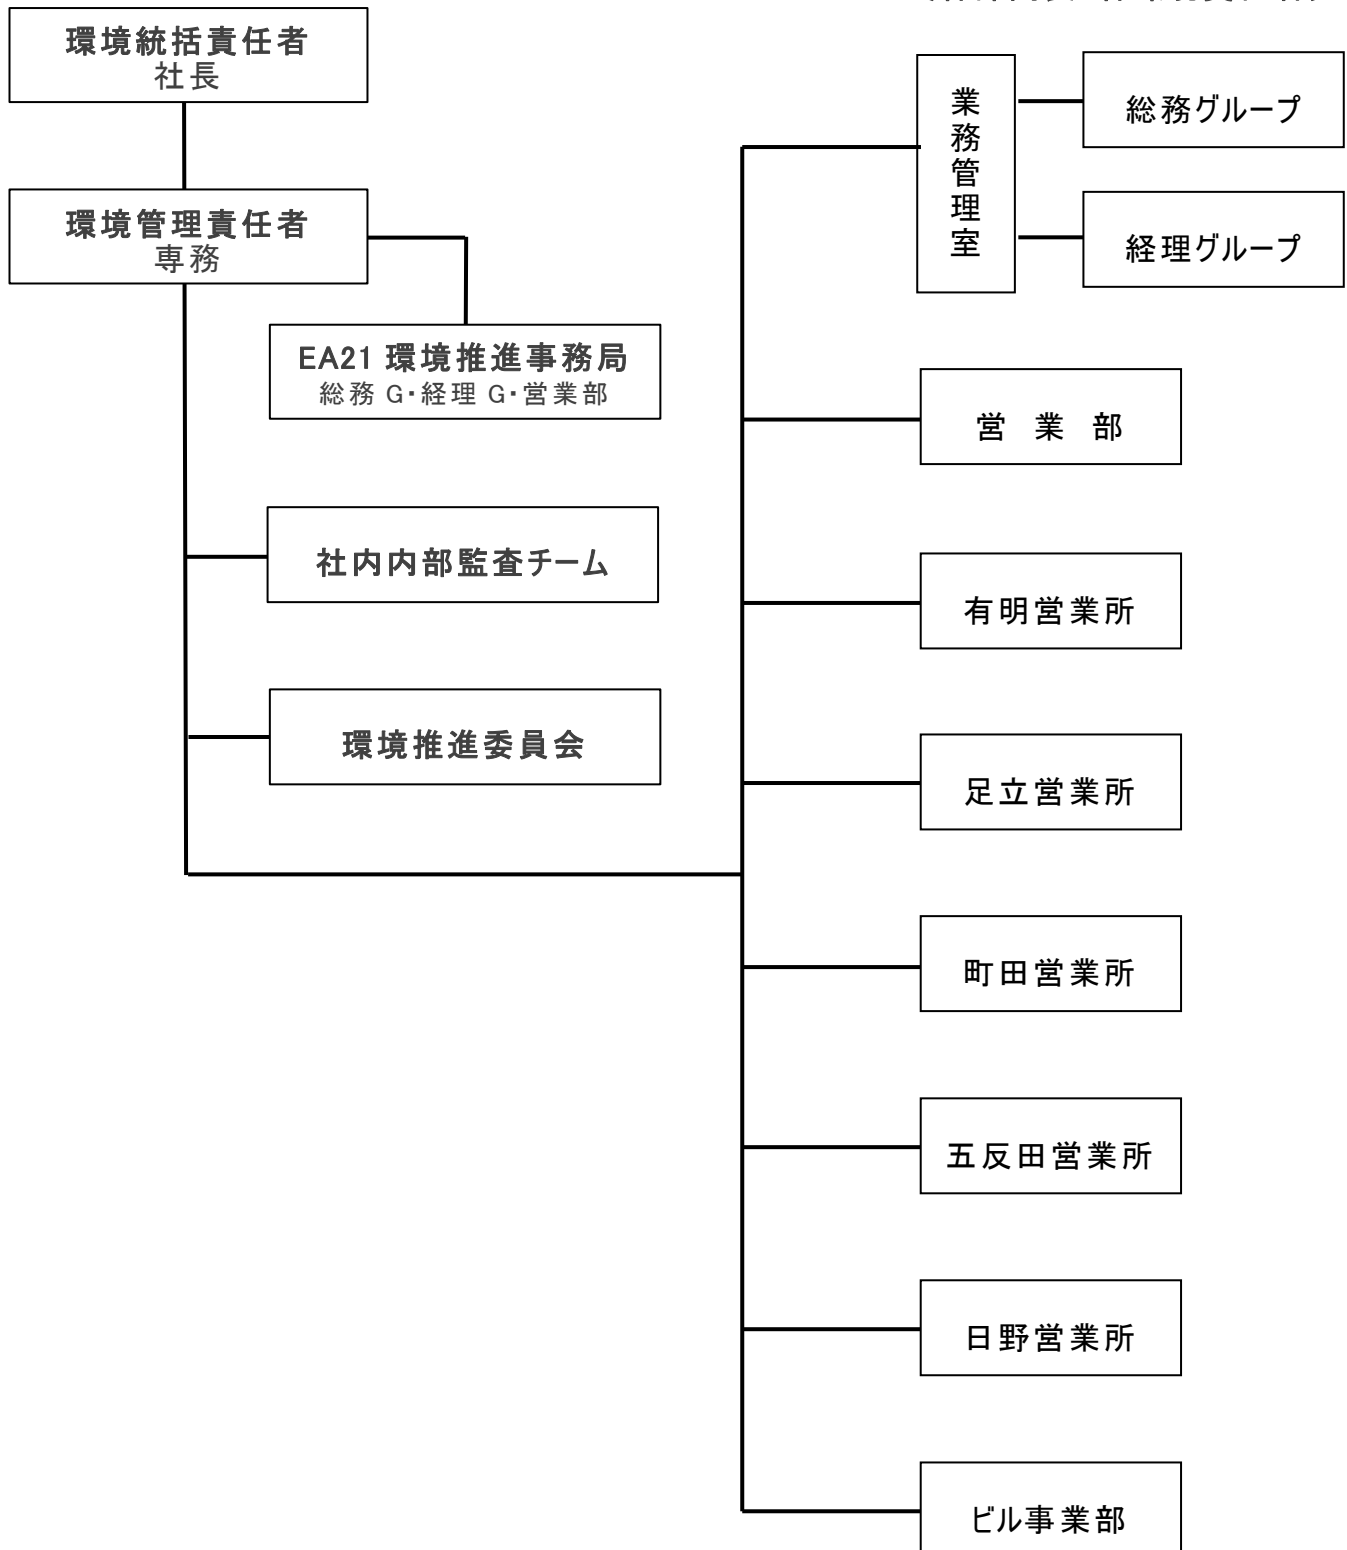 環境統括責任者
社長
環境管理責任者
専務
EA21 環境推進事務局
総務 G・経理 G・営業部
社内内部監査チーム
環境推進委員会
業務管理室
総務グループ
経理グループ
営 業 部
有明営業所
足立営業所
町田営業所
五反田営業所
日野営業所
ビル事業部